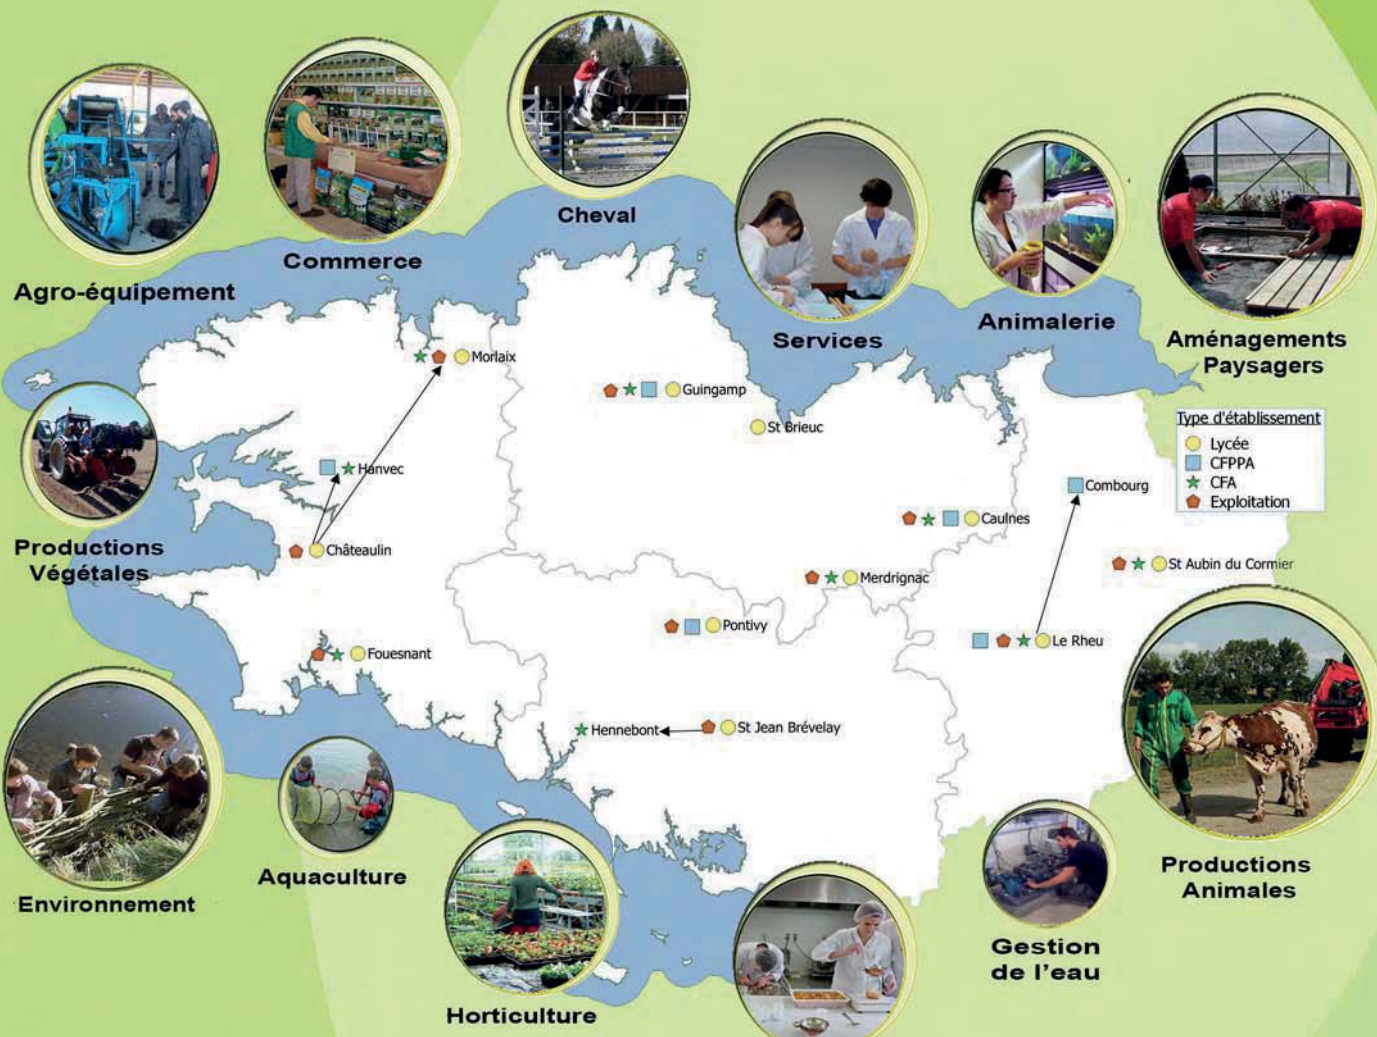 Cheval
Commerce
Agro-équipement
Services
Animalerie
Aménagements
Paysagers
Morlaix
Guingamp
St Brieuc
Type d'établissement
Lycée
CFPPA
CFA
Exploitation
Hanvec
Combourg
Productions
Végétales
Châteaulin
Caulnes
St Aubin du Cormier
Merdrignac
Pontivy
Le Rheu
Fouesnant
Hennebont
St Jean Brévelay
Environnement
Aquaculture
Productions
Animales
Gestion
de l'eau
Horticulture